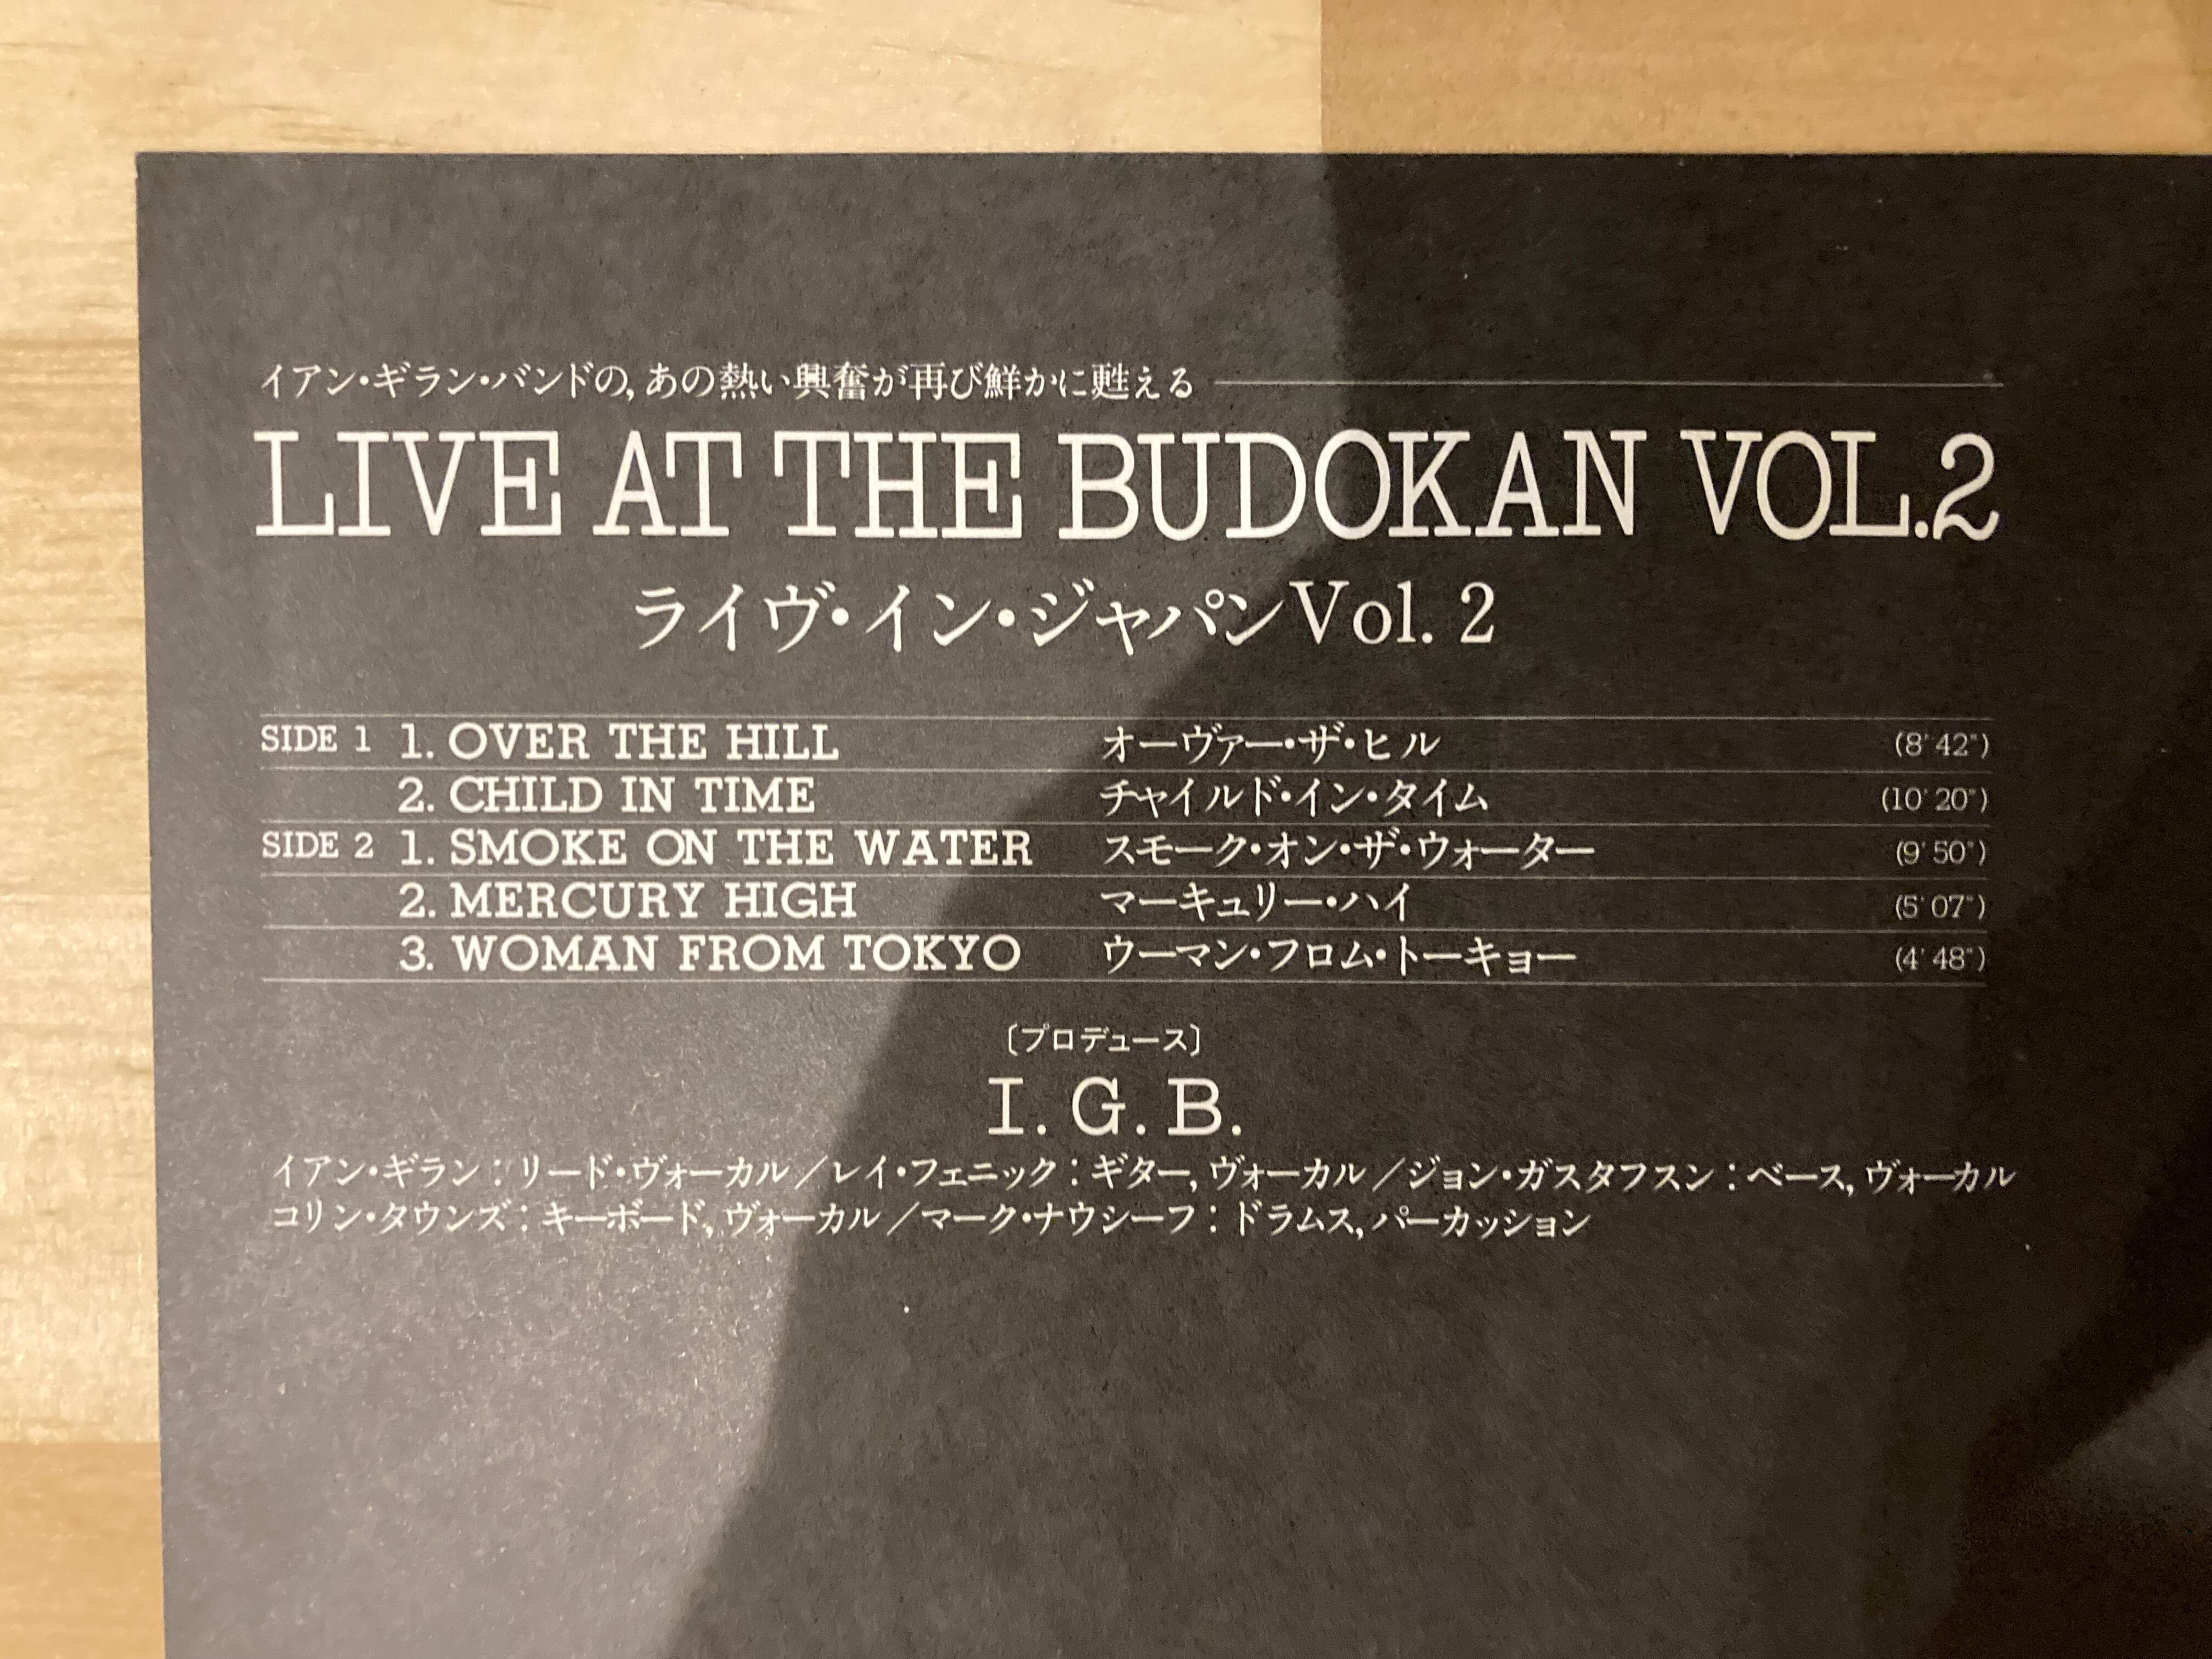 イアン・ギラン・バンドの,あの熱い興奮が再び鮮かに甦える
LIVE AT THE BUDOKAN VOL.2
ライヴ・イン・ジャパンVol. 2
SIDE 1 1. OVER THE HILL オーヴァー・ザ・ヒル (8'42")
2. CHILD IN TIME チャイルド・イン・タイム (10'20")
SIDE 2 1. SMOKE ON THE WATER スモーク・オン・ザ・ウォーター (9'50")
2. MERCURY HIGH マーキュリー・ハイ (5'07")
3. WOMAN FROM TOKYO ウーマン・フロム・トーキョー (4'48")
〔プロデュース〕
I. G. B.
イアン・ギラン：リード・ヴォーカル／レイ・フェニック：ギター,ヴォーカル／ジョン・ガスタフスン：ベース,ヴォーカル
コリン・タウンズ：キーボード,ヴォーカル／マーク・ナウシーフ：ドラムス,パーカッション